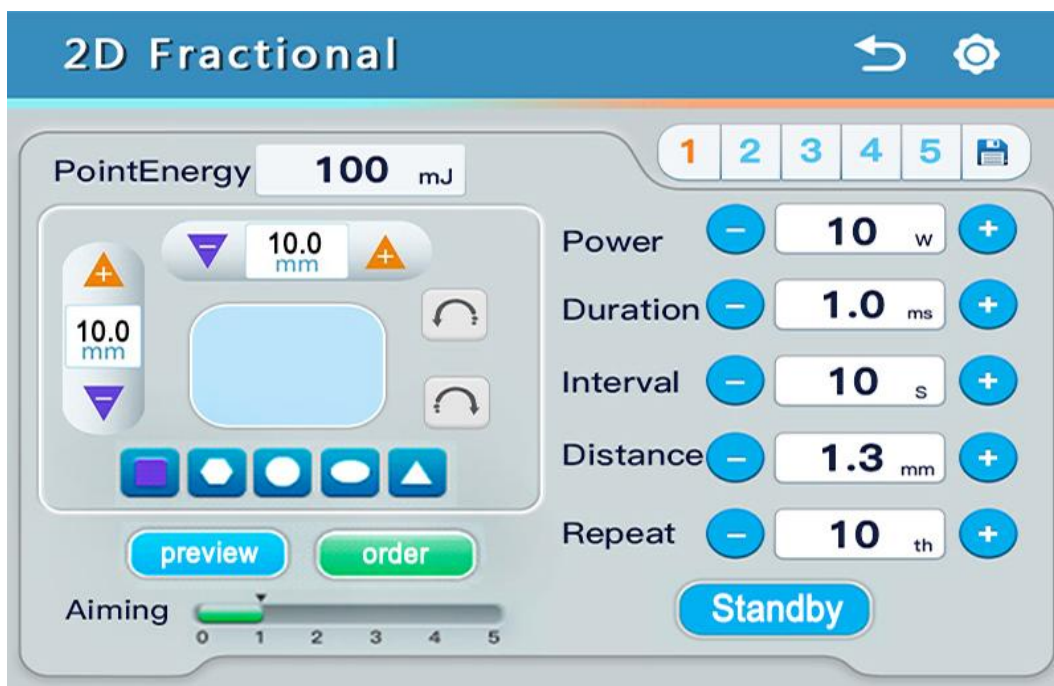 2D Fractional
1 2 3 4 5
PointEnergy 100 mJ
10.0
mm
10.0
mm
Power 10 w
Duration 1.0 ms
Interval 10 s
Distance 1.3 mm
Repeat 10 th
preview order
Aiming
0 1 2 3 4 5
Standby